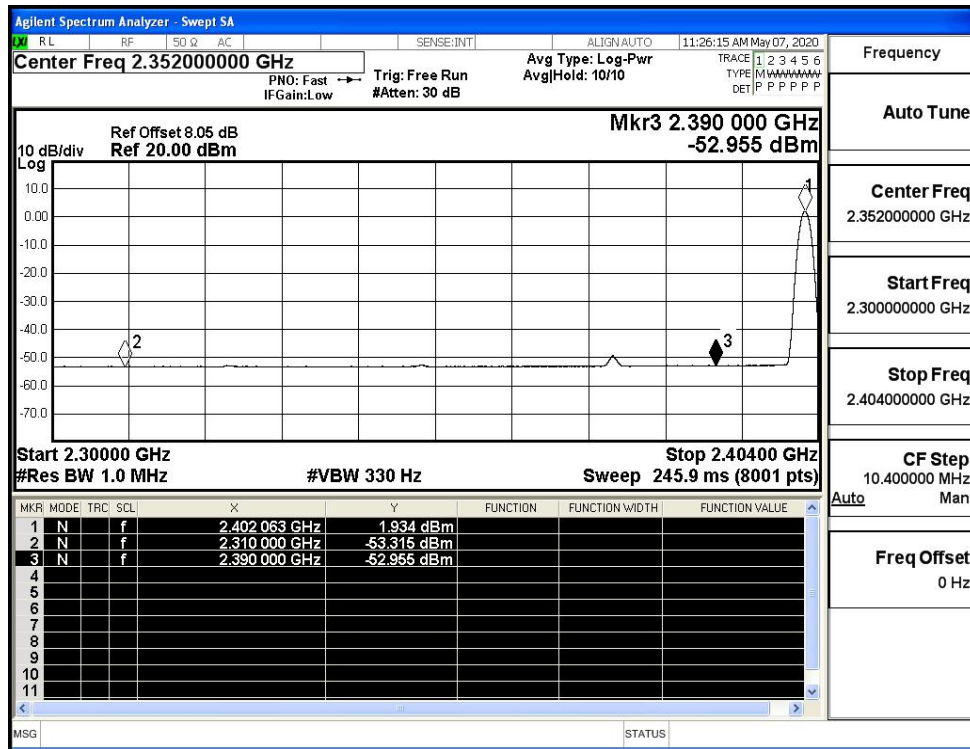 Agilent Spectrum Analyzer - Swept SA
LXI RL RF 50 Ω AC SENSE:INT ALIGNAUTO 11:26:15 AM May 07, 2020
Center Freq 2.352000000 GHz
PNO: Fast
IFGain:Low
Trig: Free Run
#Atten: 30 dB
Avg Type: Log-Pwr
Avg|Hold: 10/10
TRACE 1 2 3 4 5 6
TYPE M WWWWW
DET P P P P P P
Ref Offset 8.05 dB
10 dB/div Ref 20.00 dBm
Log
Mkr3 2.390 000 GHz
-52.955 dBm
10.0
0.00
-10.0
-20.0
-30.0
-40.0
-50.0
-60.0
-70.0
1
2
3
Start 2.30000 GHz Stop 2.40400 GHz
#Res BW 1.0 MHz #VBW 330 Hz Sweep 245.9 ms (8001 pts)
MKR MODE TRC SCL X Y FUNCTION FUNCTION WIDTH FUNCTION VALUE
1 N f 2.402 063 GHz 1.934 dBm
2 N f 2.310 000 GHz -53.315 dBm
3 N f 2.390 000 GHz -52.955 dBm
4
5
6
7
8
9
10
11
MSG STATUS
Frequency
Auto Tune
Center Freq
2.352000000 GHz
Start Freq
2.300000000 GHz
Stop Freq
2.404000000 GHz
CF Step
10.400000 MHz
Auto Man
Freq Offset
0 Hz